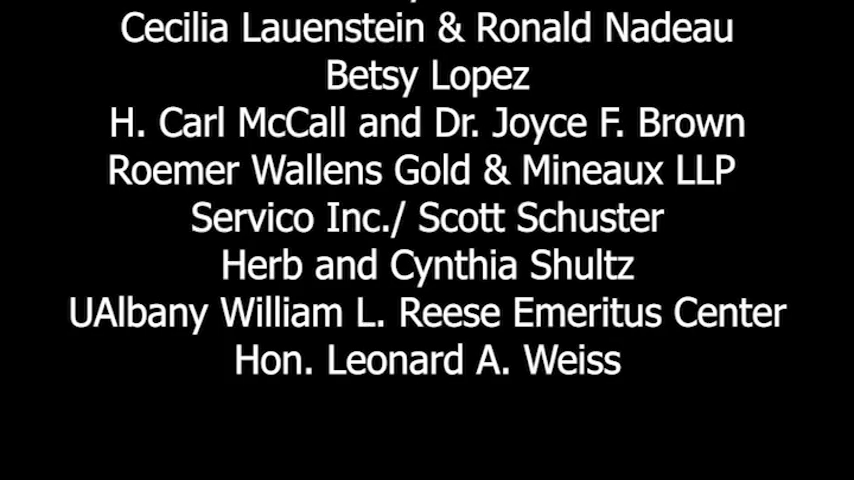 Cecilia Lauenstein & Ronald Nadeau
Betsy Lopez
H. Carl McCall and Dr. Joyce F. Brown
Roemer Wallens Gold & Mineaux LLP
Servico Inc./ Scott Schuster
Herb and Cynthia Shultz
UAlbany William L. Reese Emeritus Center
Hon. Leonard A. Weiss